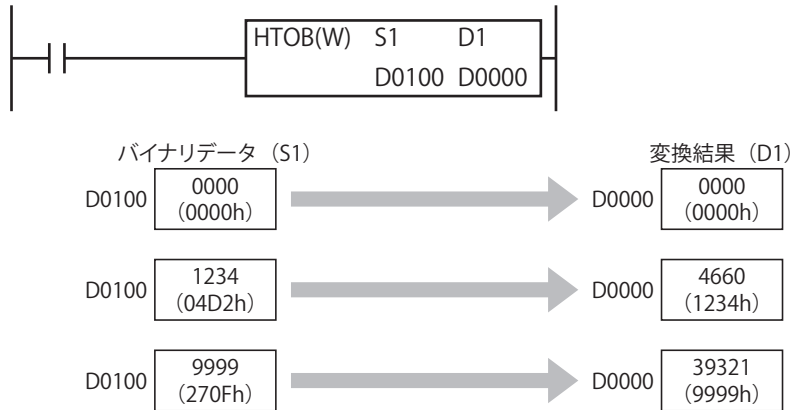 HTOB(W) S1 D1
D0100 D0000
バイナリデータ（S1） 変換結果（D1）
D0100 0000 （0000h） D0000 0000 （0000h）
D0100 1234 （04D2h） D0000 4660 （1234h）
D0100 9999 （270Fh） D0000 39321 （9999h）